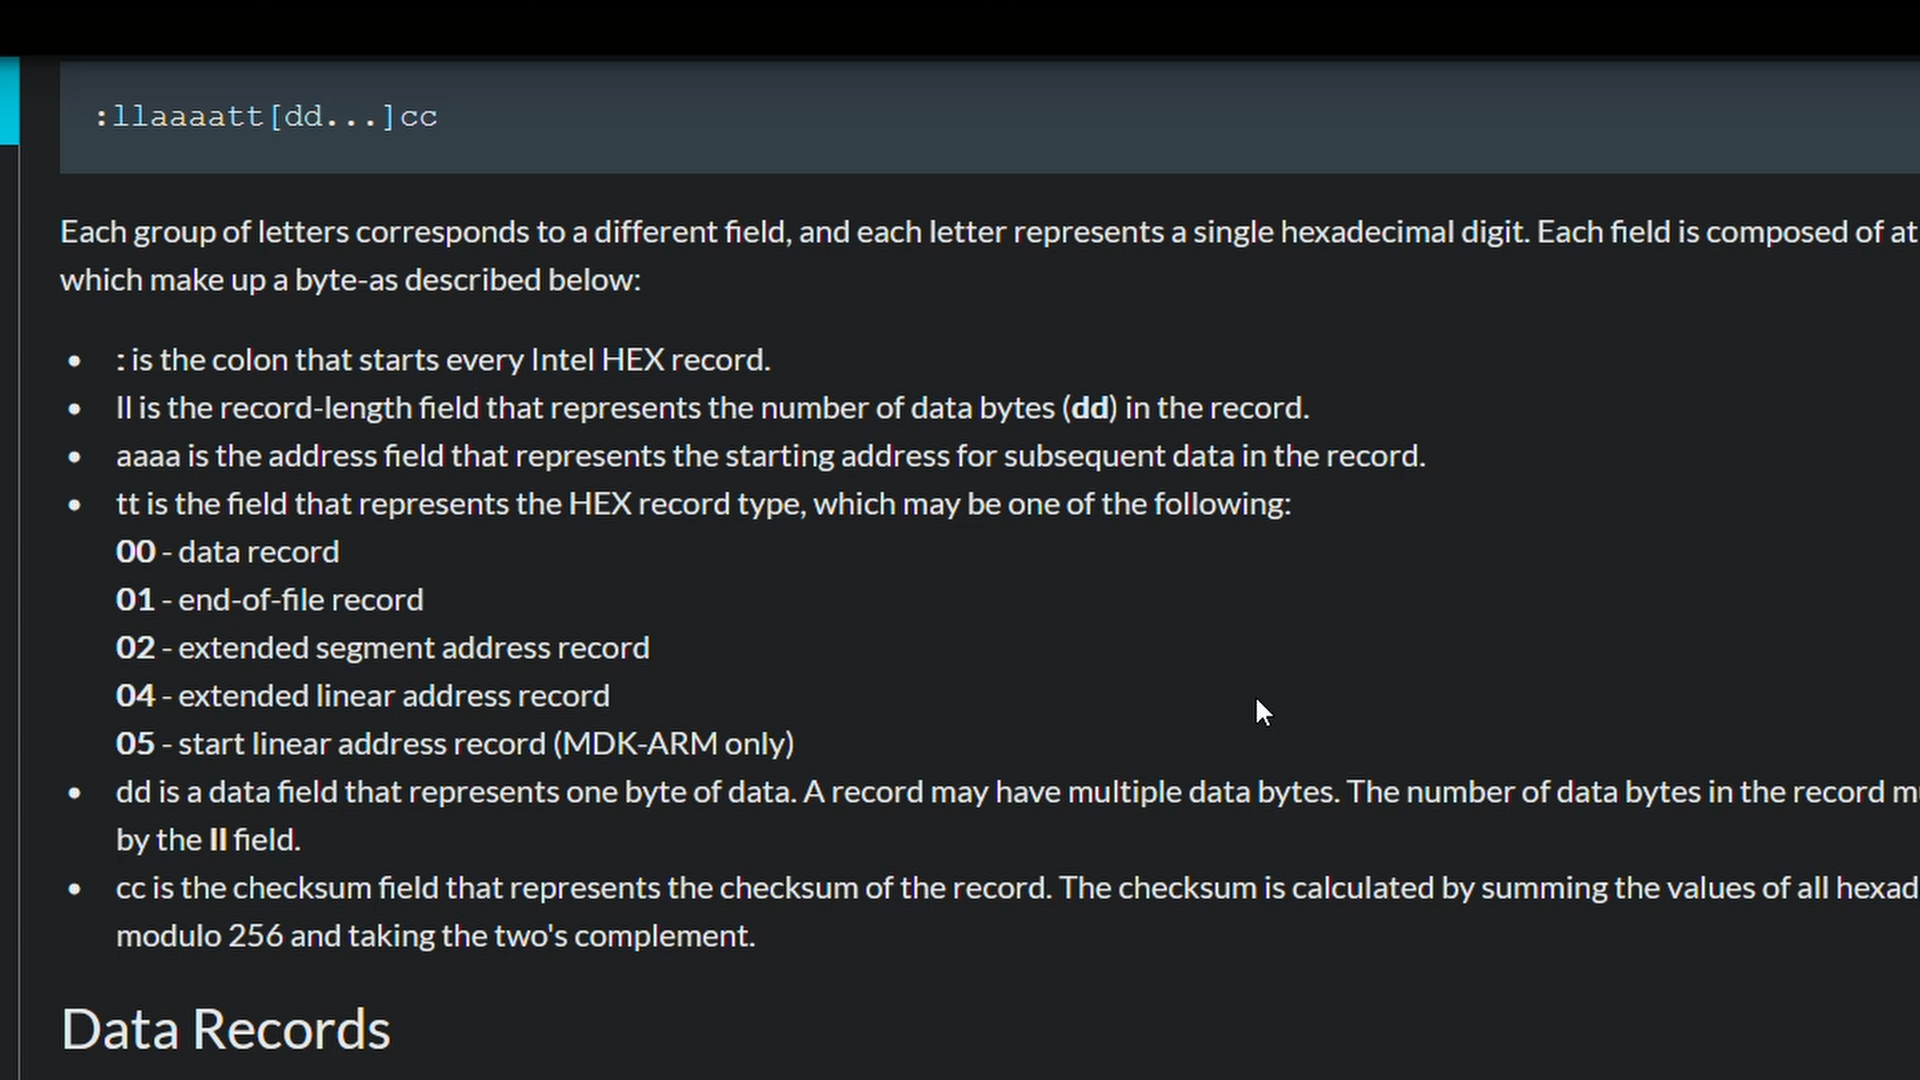 :llaaaatt[dd...]cc
Each group of letters corresponds to a different field, and each letter represents a single hexadecimal digit. Each field is composed of at
which make up a byte-as described below:
• : is the colon that starts every Intel HEX record.
• ll is the record-length field that represents the number of data bytes (dd) in the record.
• aaaa is the address field that represents the starting address for subsequent data in the record.
• tt is the field that represents the HEX record type, which may be one of the following:
00 - data record
01 - end-of-file record
02 - extended segment address record
04 - extended linear address record
05 - start linear address record (MDK-ARM only)
• dd is a data field that represents one byte of data. A record may have multiple data bytes. The number of data bytes in the record
by the ll field.
• cc is the checksum field that represents the checksum of the record. The checksum is calculated by summing the values of all
modulo 256 and taking the two's complement.
Data Records